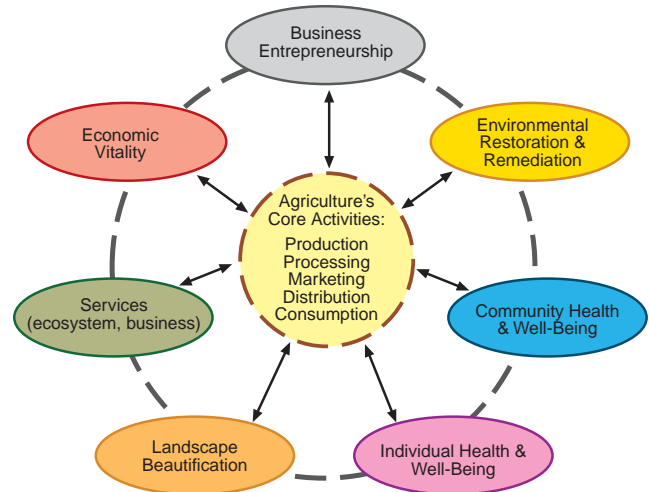 Business
Entrepreneurship
Economic
Vitality
Environmental
Restoration &
Remediation
Agriculture's
Core Activities:
Production
Processing
Marketing
Distribution
Consumption
Services
(ecosystem, business)
Community Health
& Well-Being
Landscape
Beautification
Individual Health &
Well-Being